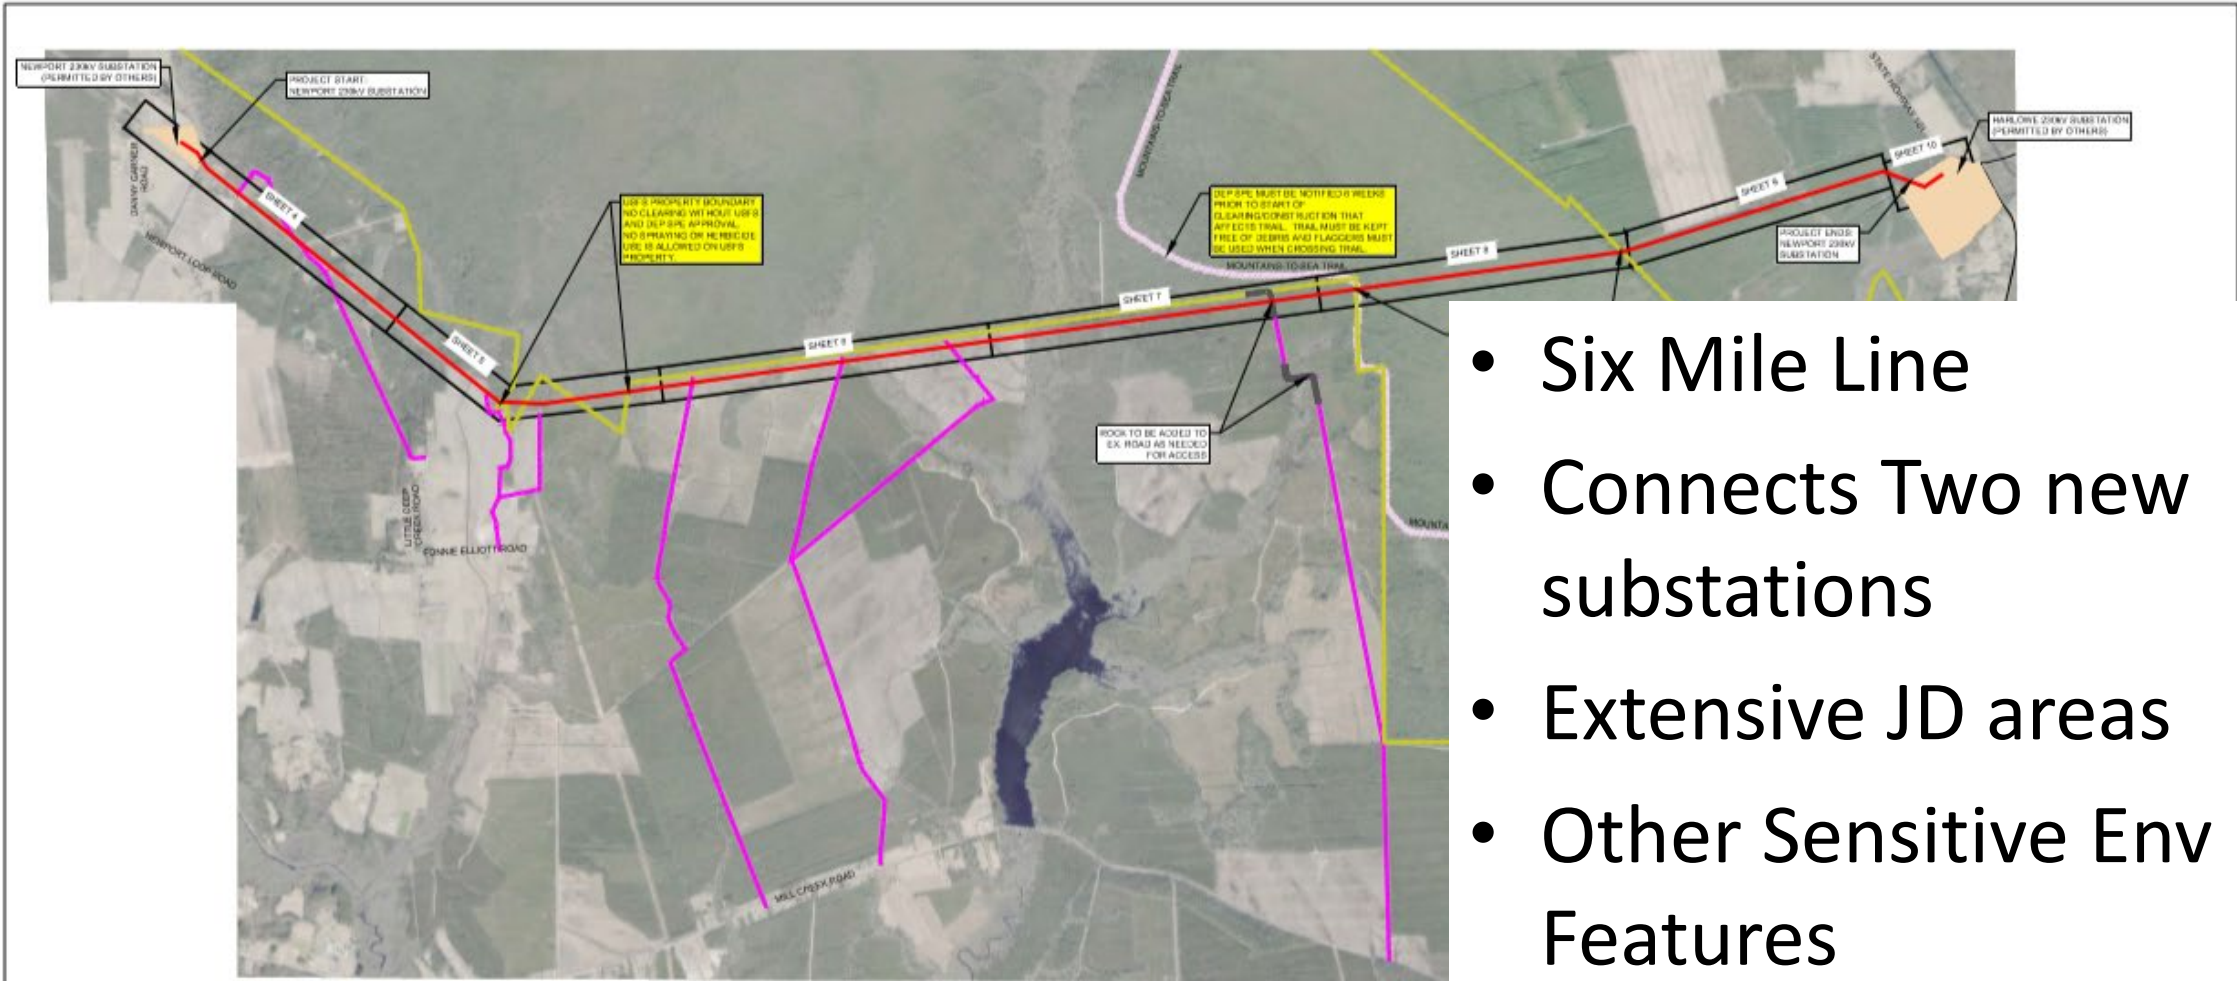 NEWPORT 230kV SUBSTATION
(PERMITTED BY OTHERS)
PROJECT START:
NEWPORT 230kV SUBSTATION
DANNY GARNER
ROAD
NEWPORT LOOP ROAD
SHEET 4
SHEET 5
USFS PROPERTY BOUNDARY
NO CLEARING WITHOUT USFS
AND DEP SPE APPROVAL.
NO SPRAYING OR HERBICIDE
USE IS ALLOWED ON USFS
PROPERTY.
SHEET 6
SHEET 7
MOUNTAINS-TO-SEA TRAIL
DEP SPE MUST BE NOTIFIED 6 WEEKS
PRIOR TO START OF
CLEARING/CONSTRUCTION THAT
AFFECTS TRAIL. TRAIL MUST BE KEPT
FREE OF DEBRIS AND FLAGGERS MUST
BE USED WHEN CROSSING TRAIL.
MOUNTAINS-TO-SEA TRAIL
SHEET 8
SHEET 9
SHEET 10
STATE HIGHWAY
HARLOWE 230kV SUBSTATION
(PERMITTED BY OTHERS)
PROJECT ENDS:
NEWPORT 230kV
SUBSTATION
ROCK TO BE ADDED TO
EX. ROAD AS NEEDED
FOR ACCESS
MOUNTA
LITTLE DEEP
CREEK ROAD
FONNIE ELLIOTT ROAD
MILL CREEK ROAD
• Six Mile Line
• Connects Two new
substations
• Extensive JD areas
• Other Sensitive Env
Features